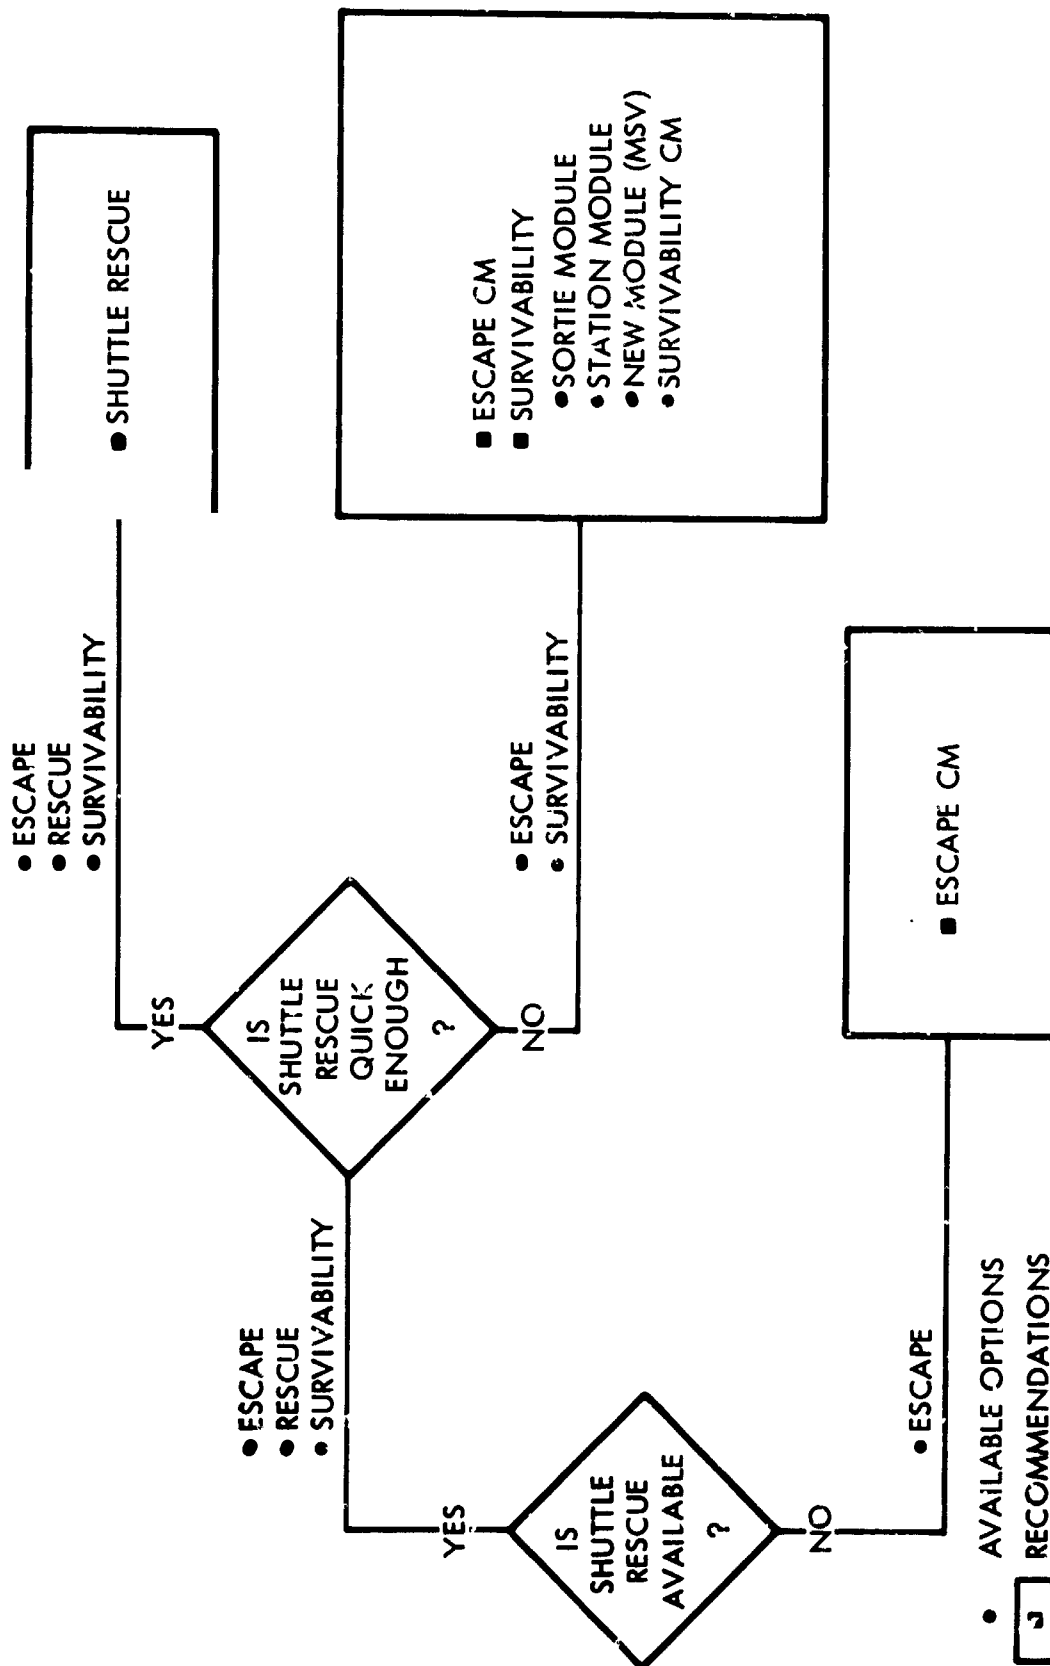 IS
SHUTTLE
RESCUE
AVAILABLE
?
YES
• ESCAPE
• RESCUE
• SURVIVABILITY
NO
• ESCAPE
IS
SHUTTLE
RESCUE
QUICK
ENOUGH
?
YES
• ESCAPE
• RESCUE
• SURVIVABILITY
NO
• ESCAPE
• SURVIVABILITY
• SHUTTLE RESCUE
■ ESCAPE CM
■ SURVIVABILITY
• SORTIE MODULE
• STATION MODULE
• NEW MODULE (MSV)
• SURVIVABILITY CM
■ ESCAPE CM
• AVAILABLE OPTIONS
■ RECOMMENDATIONS